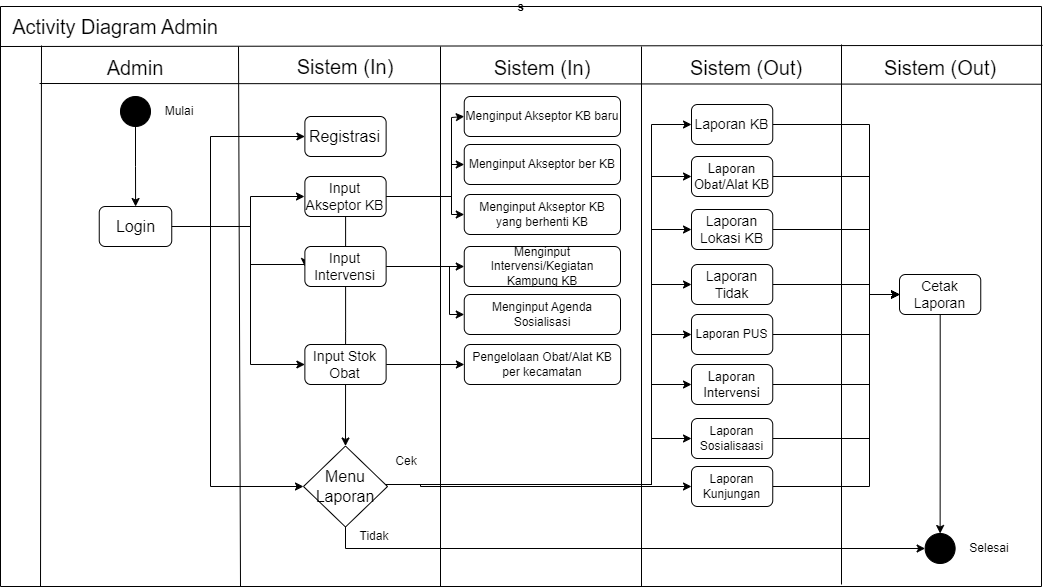 s
Activity Diagram Admin
Admin
Sistem (In)
Sistem (In)
Sistem (Out)
Sistem (Out)
Mulai
Login
Registrasi
Input
Akseptor KB
Input
Intervensi
Input Stok
Obat
Menu
Laporan
Cek
Tidak
Menginput Akseptor KB baru
Menginput Akseptor ber KB
Menginput Akseptor KB
yang berhenti KB
Menginput
Intervensi/Kegiatan
Kampung KB
Menginput Agenda
Sosialisasi
Pengelolaan Obat/Alat KB
per kecamatan
Laporan KB
Laporan
Obat/Alat KB
Laporan
Lokasi KB
Laporan
Tidak
Laporan PUS
Laporan
Intervensi
Laporan
Sosialisaasi
Laporan
Kunjungan
Cetak
Laporan
Selesai